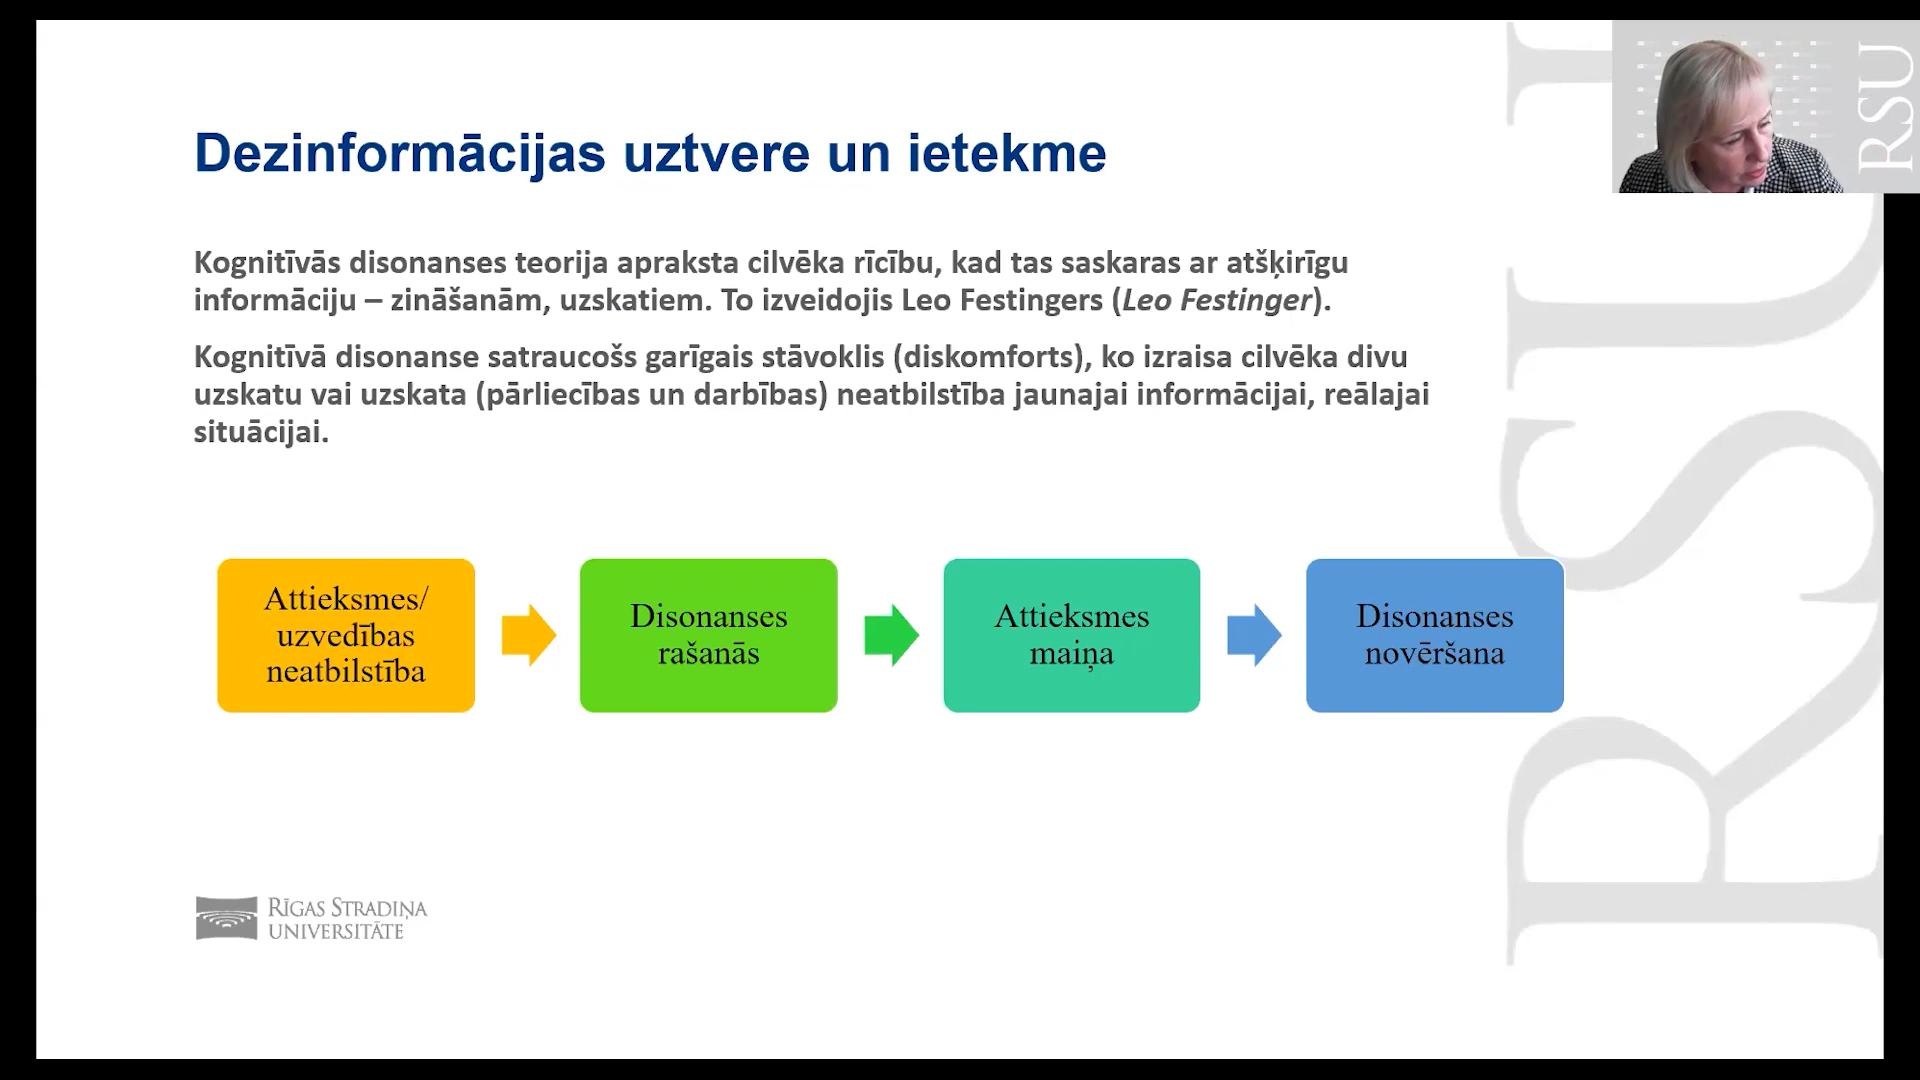 Dezinformācijas uztvere un ietekme
Kognitīvās disonanses teorija apraksta cilvēka rīcību, kad tas saskaras ar atšķirīgu
informāciju – zināšanām, uzskatiem. To izveidojis Leo Festingers (Leo Festinger).
Kognitīvā disonanse satraucošs garīgais stāvoklis (diskomforts), ko izraisa cilvēka divu
uzskatu vai uzskata (pārliecības un darbības) neatbilstība jaunajai informācijai, reālajai
situācijai.
Attieksmes/
uzvedības
neatbilstība
Disonanses
rašanās
Attieksmes
maiņa
Disonanses
novēršana
RĪGAS STRADIŅA
UNIVERSITĀTE
RSU
RSU